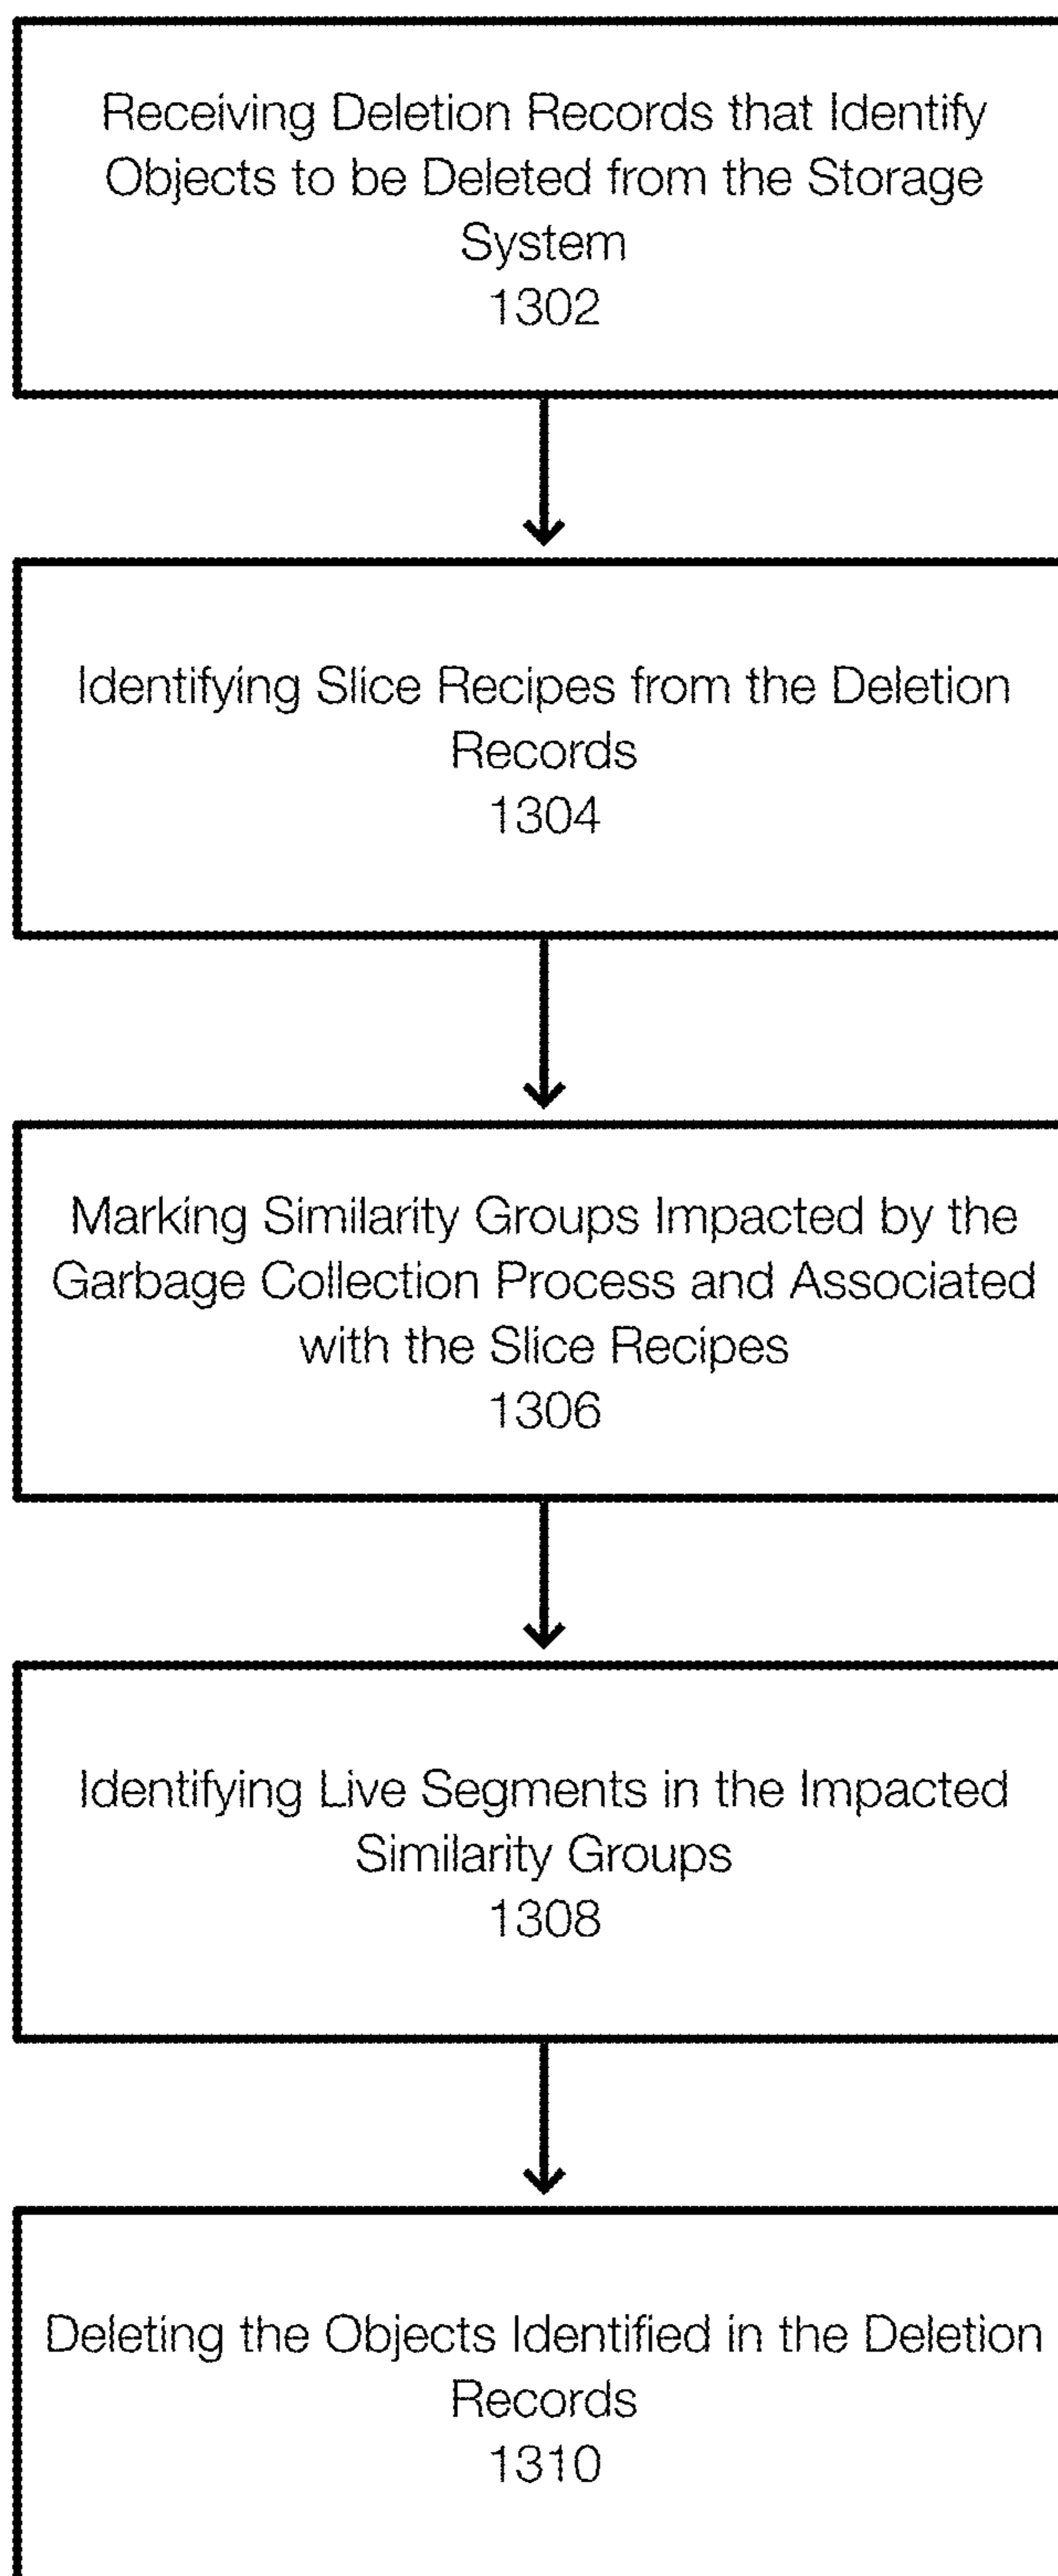 Receiving Deletion Records that Identify
Objects to be Deleted from the Storage
System
1302
Identifying Slice Recipes from the Deletion
Records
1304
Marking Similarity Groups Impacted by the
Garbage Collection Process and Associated
with the Slice Recipes
1306
Identifying Live Segments in the Impacted
Similarity Groups
1308
Deleting the Objects Identified in the Deletion
Records
1310